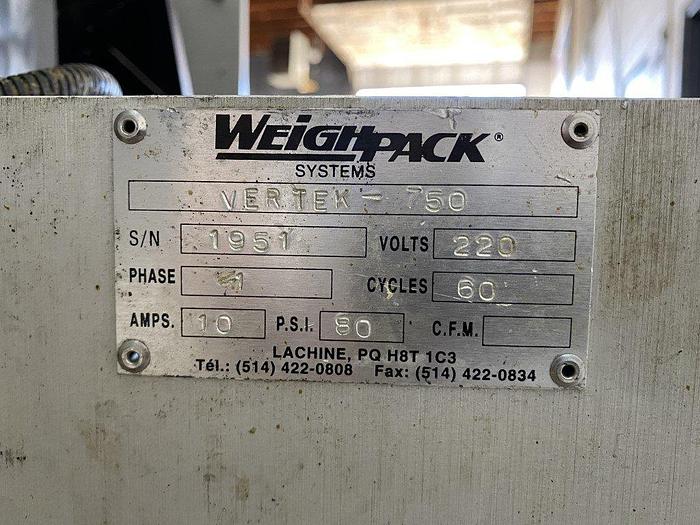 WEIGHPACK®
SYSTEMS
VERTEK-750
S/N 1951 VOLTS 220
PHASE 1 CYCLES 60
AMPS. 10 P.S.I. 80 C.F.M.
LACHINE, PQ H8T 1C3
Tél.: (514) 422-0808 Fax: (514) 422-0834